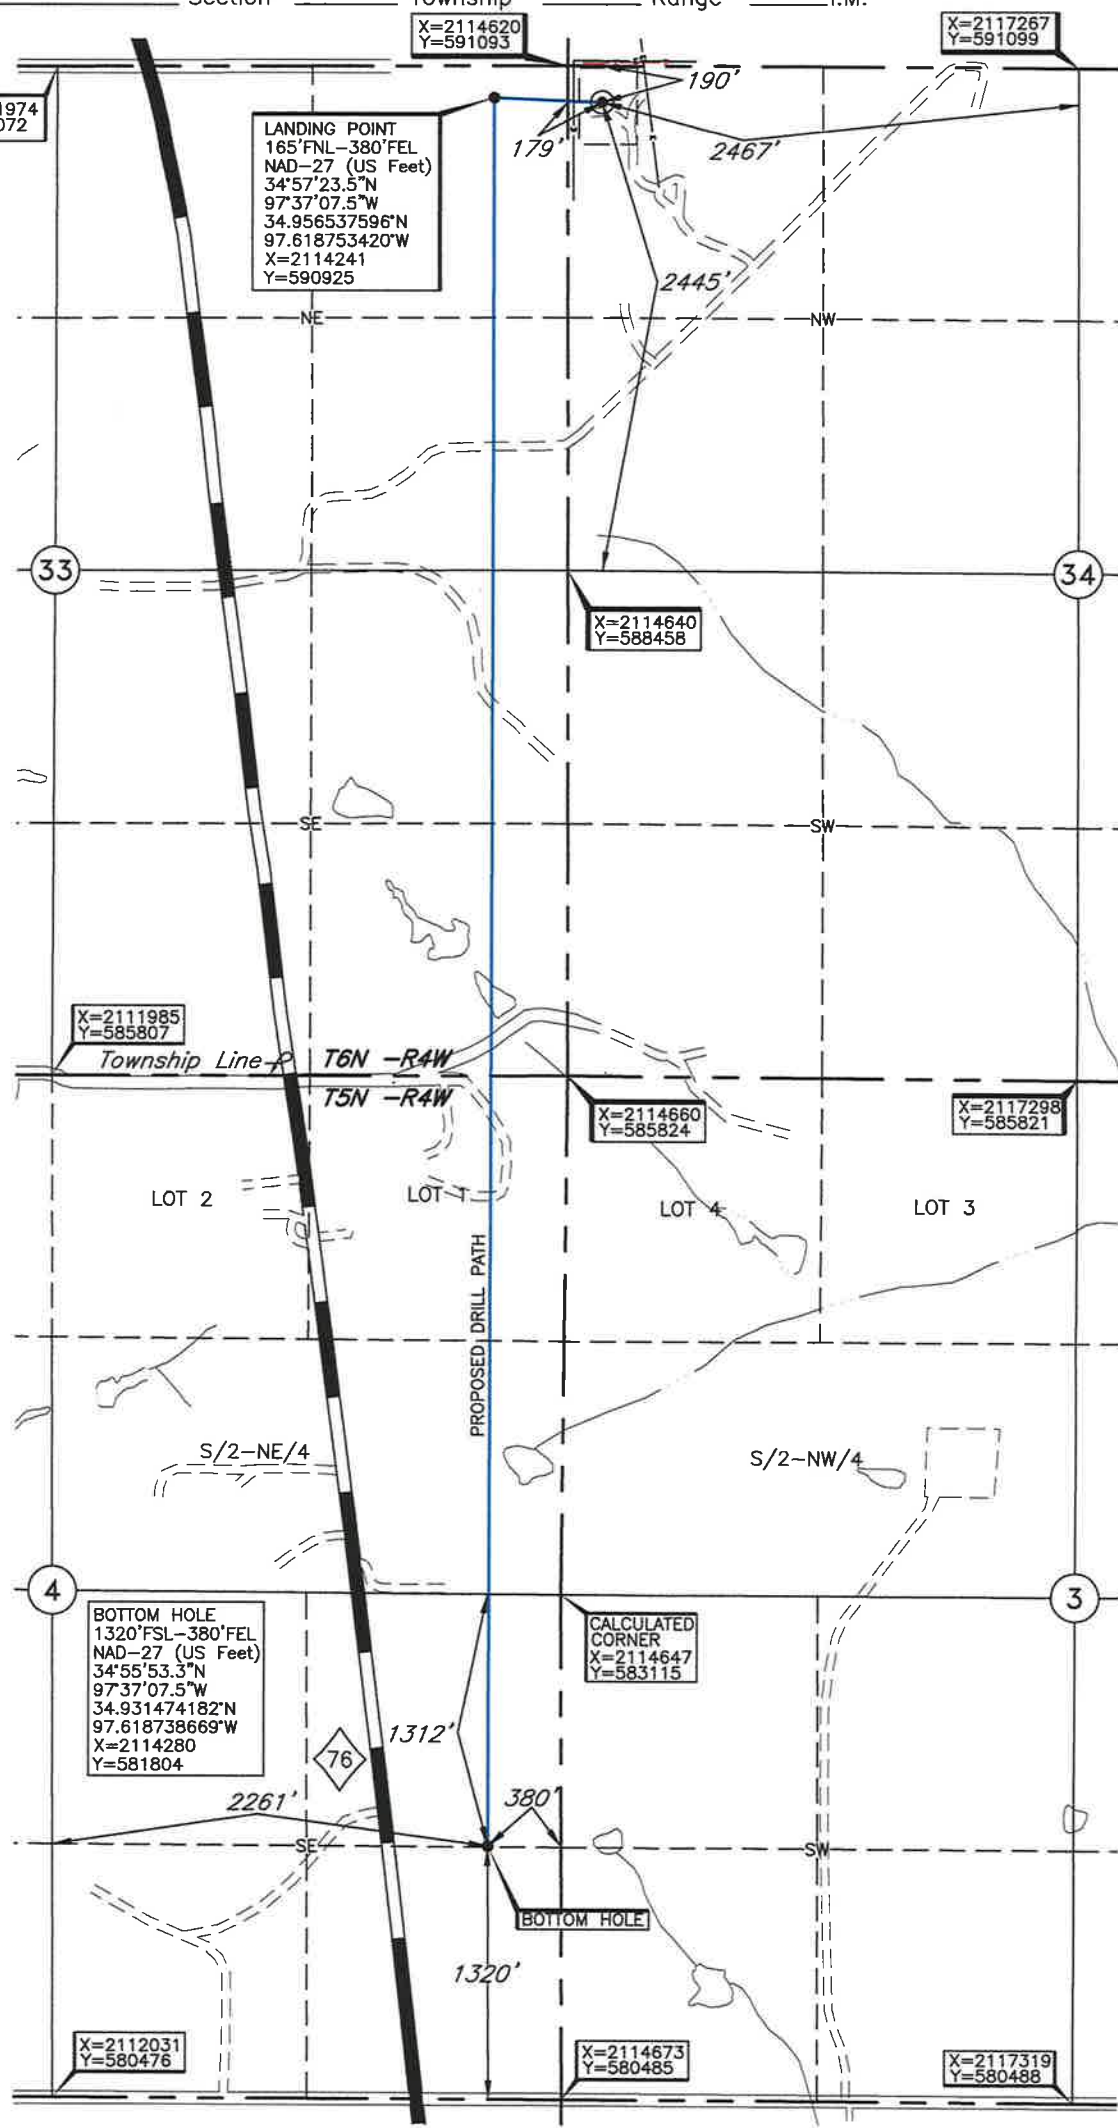 Section Township Range I.M.
X=2114620
Y=591093
X=2117267
Y=591099
1974
072
190'
LANDING POINT
165'FNL-380'FEL
NAD-27 (US Feet)
34°57'23.5"N
97°37'07.5"W
34.956537596°N
97.618753420°W
X=2114241
Y=590925
179'
2467'
2445'
NE
NW
33
34
X=2114640
Y=588458
SE
SW
X=2111985
Y=585807
Township Line
T6N -R4W
T5N -R4W
X=2114660
Y=585824
X=2117298
Y=585821
LOT 2
LOT 1
LOT 4
LOT 3
PROPOSED DRILL PATH
S/2-NE/4
S/2-NW/4
4
3
BOTTOM HOLE
1320'FSL-380'FEL
NAD-27 (US Feet)
34°55'53.3"N
97°37'07.5"W
34.931474182°N
97.618738669°W
X=2114280
Y=581804
CALCULATED
CORNER
X=2114647
Y=583115
1312'
76
2261'
380'
SE
SW
BOTTOM HOLE
1320'
X=2112031
Y=580476
X=2114673
Y=580485
X=2117319
Y=580488